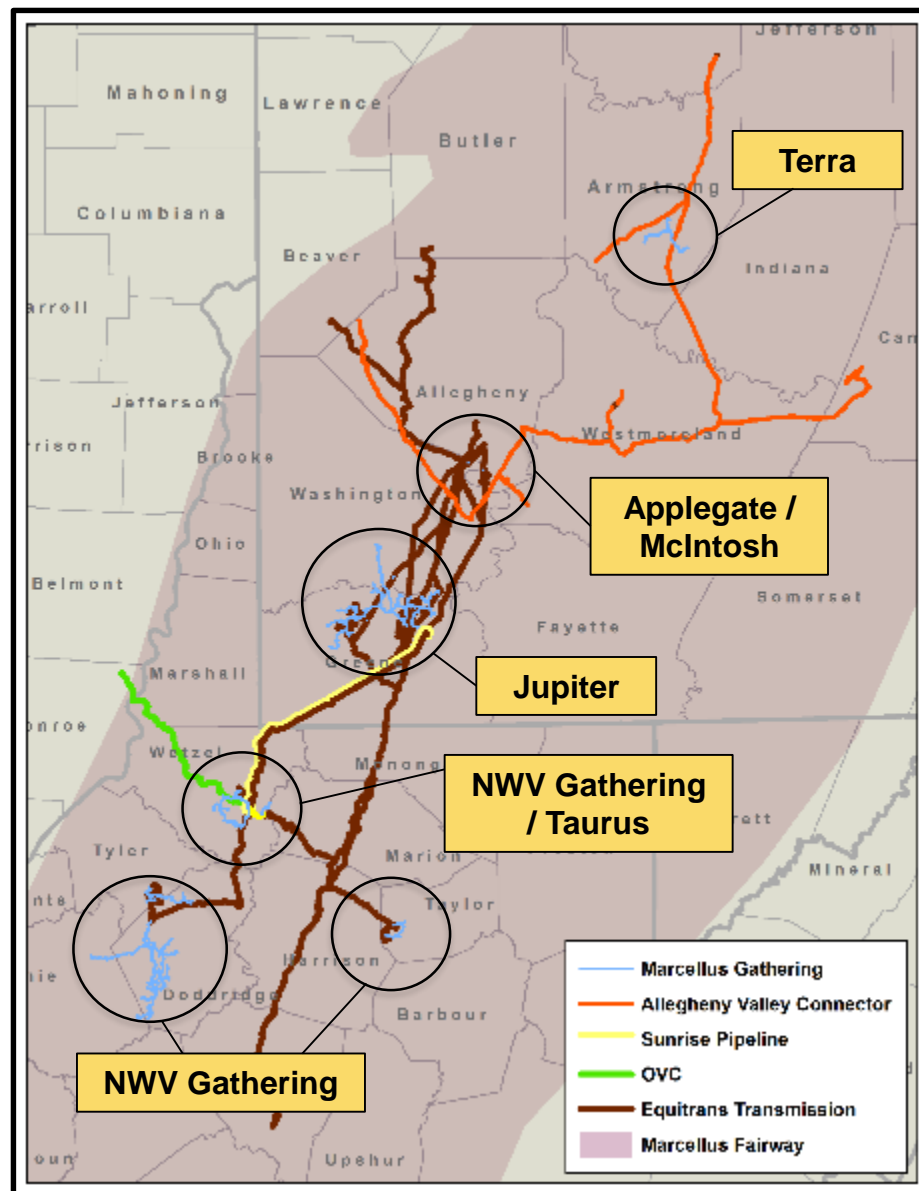 Jefferson
Mahoning
Lawrence
Butler
Terra
Armstrong
Columbiana
Beaver
Indiana
arroll
Cam
Allegheny
Jefferson
Westmoreland
rrison
Brooke
Washington
Applegate /
McIntosh
Ohio
Belmont
Somerset
Fayette
Greene
Marshall
Jupiter
onroe
Wetzel
Monong
NWV Gathering
/ Taurus
rett
Tyler
Marion
Mineral
Taylor
Harrison
Doddridge
Barbour
NWV Gathering
Upshur
oun
Marcellus Gathering
Allegheny Valley Connector
Sunrise Pipeline
OVC
Equitrans Transmission
Marcellus Fairway